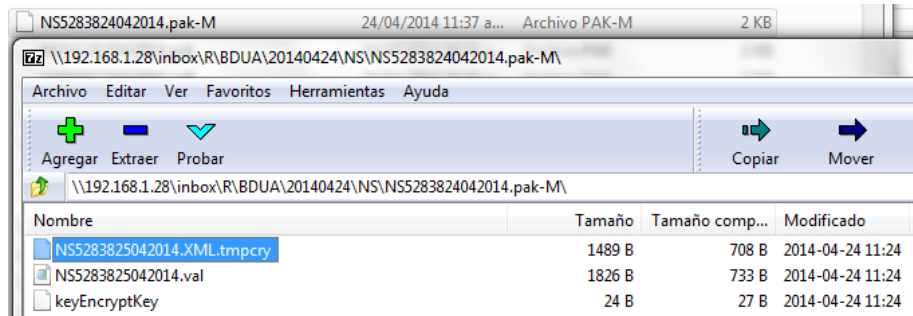 NS5283824042014.pak-M 24/04/2014 11:37 a... Archivo PAK-M 2 KB
7z \\192.168.1.28\inbox\R\BDUA\20140424\NS\NS5283824042014.pak-M\
Archivo Editar Ver Favoritos Herramientas Ayuda
Agregar Extraer Probar Copiar Mover
\\192.168.1.28\inbox\R\BDUA\20140424\NS\NS5283824042014.pak-M\
Nombre Tamaño Tamaño comp... Modificado
NS5283825042014.XML.tmpcry 1489 B 708 B 2014-04-24 11:24
NS5283825042014.val 1826 B 733 B 2014-04-24 11:24
keyEncryptKey 24 B 27 B 2014-04-24 11:24